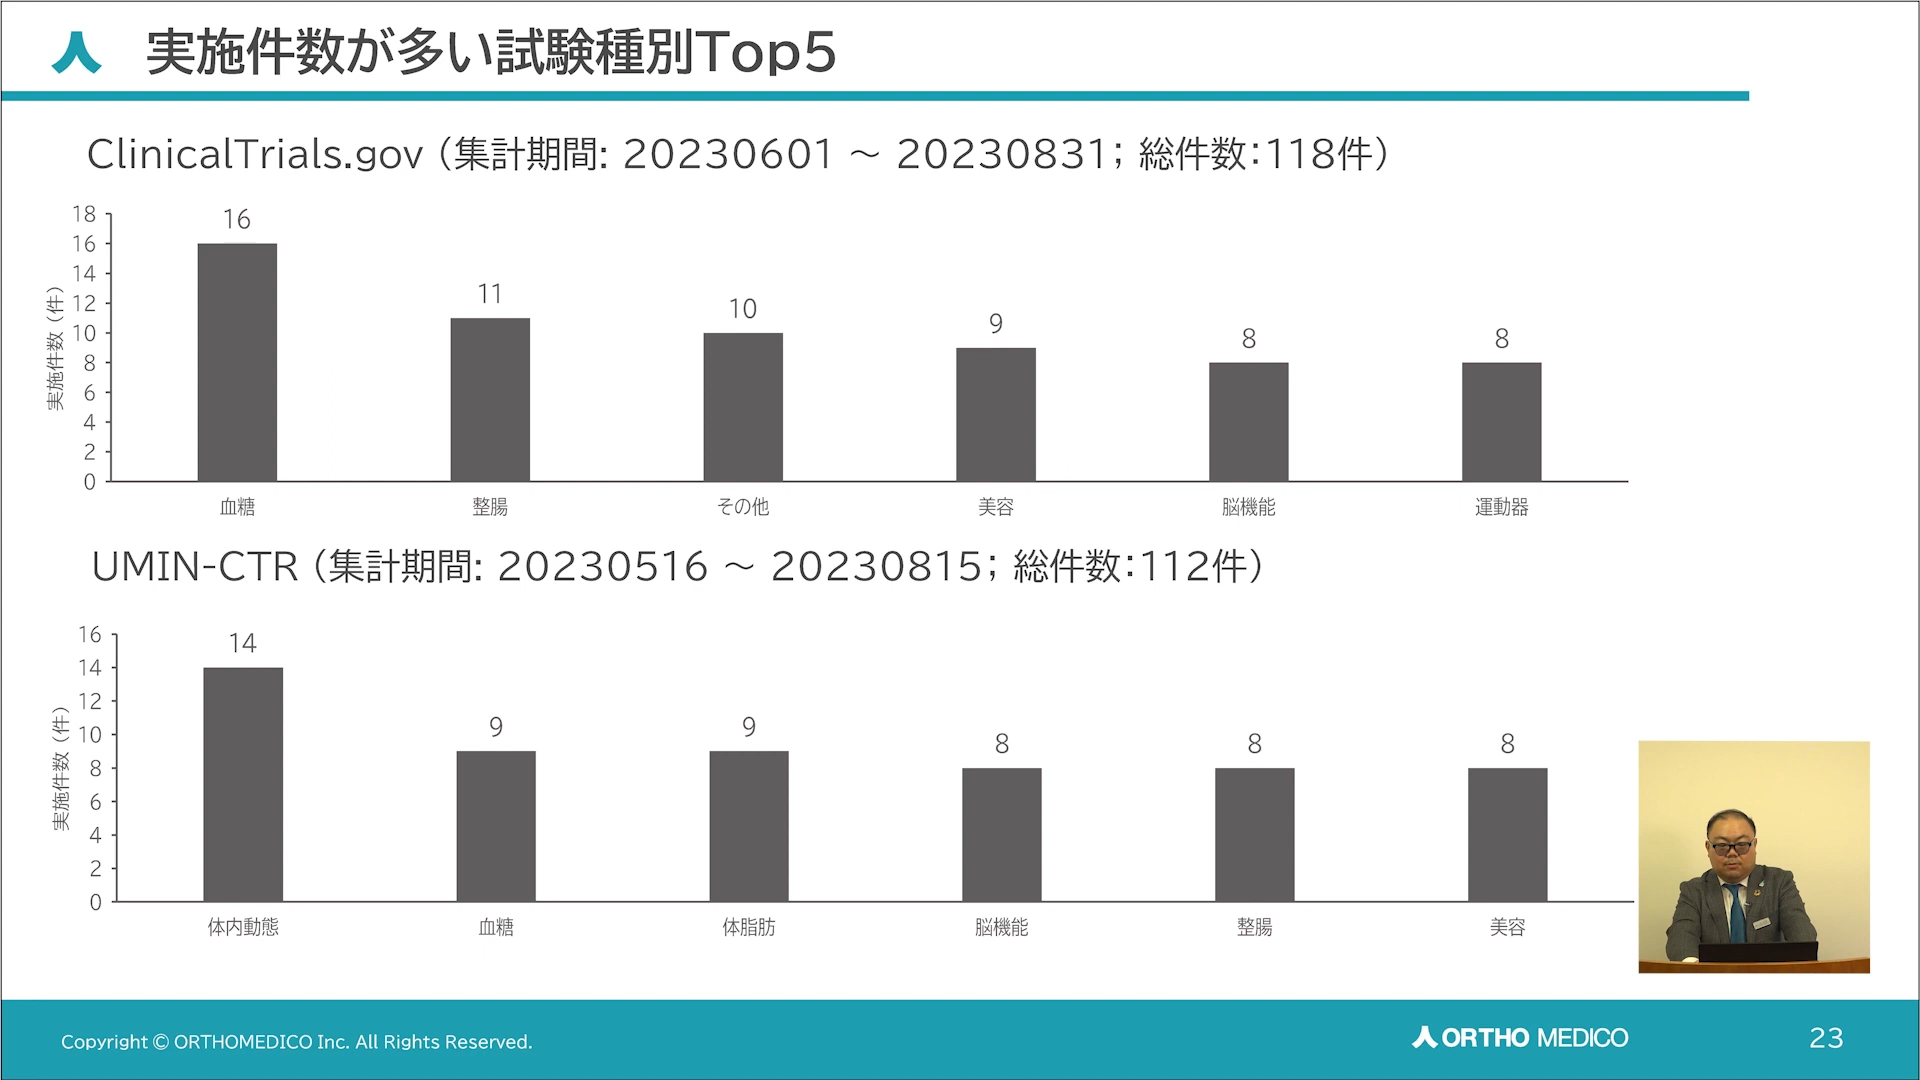 実施件数が多い試験種別Top5
ClinicalTrials.gov（集計期間: 20230601 ～ 20230831; 総件数:118件）
実施件数（件）
18
16
14
12
10
8
6
4
2
0
16
11
10
9
8
8
血糖
整腸
その他
美容
脳機能
運動器
UMIN-CTR（集計期間: 20230516 ～ 20230815; 総件数:112件）
実施件数（件）
16
14
12
10
8
6
4
2
0
14
9
9
8
8
8
体内動態
血糖
体脂肪
脳機能
整腸
美容
Copyright © ORTHOMEDICO Inc. All Rights Reserved.
ORTHO MEDICO
23